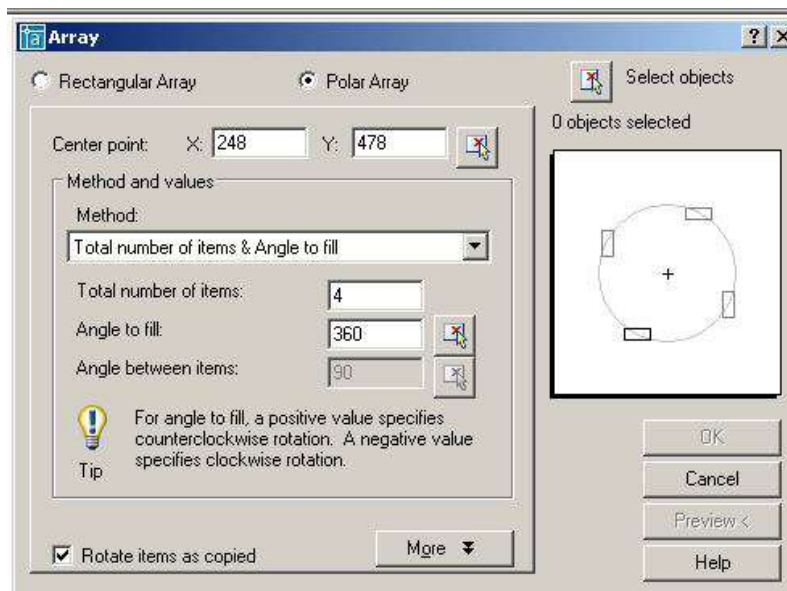 Array
Rectangular Array
Polar Array
Select objects
0 objects selected
Center point: X: 248 Y: 478
Method and values
Method:
Total number of items & Angle to fill
Total number of items: 4
Angle to fill: 360
Angle between items: 90
For angle to fill, a positive value specifies
counterclockwise rotation. A negative value
specifies clockwise rotation.
Tip
Rotate items as copied
More
OK
Cancel
Preview <
Help